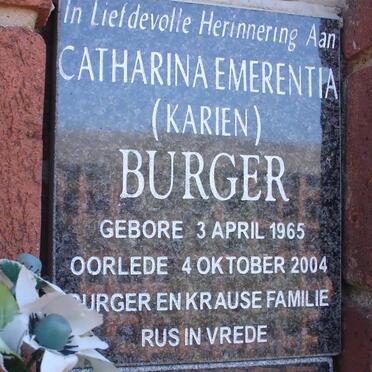 In Liefdevolle Herinnering Aan
CATHARINA EMERENTIA
(KARIEN)
BURGER
GEBORE 3 APRIL 1965
OORLEDE 4 OKTOBER 2004
BURGER EN KRAUSE FAMILIE
RUS IN VREDE